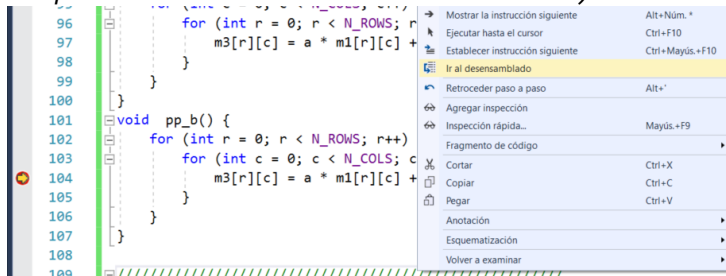 96 for (int r = 0; r < N_ROWS; r
97 m3[r][c] = a * m1[r][c] +
98 }
99 }
100 }
101 void pp_b() {
102 for (int r = 0; r < N_ROWS; r++)
103 for (int c = 0; c < N_COLS; c
104 m3[r][c] = a * m1[r][c] +
105 }
106 }
107 }
108
109 ////////////////////////////////////////////////////////
Mostrar la instrucción siguiente Alt+Núm. *
Ejecutar hasta el cursor Ctrl+F10
Establecer instrucción siguiente Ctrl+Mayús.+F10
Ir al desensamblado
Retroceder paso a paso Alt+'
Agregar inspección
Inspección rápida... Mayús.+F9
Fragmento de código
Cortar Ctrl+X
Copiar Ctrl+C
Pegar Ctrl+V
Anotación
Esquematización
Volver a examinar